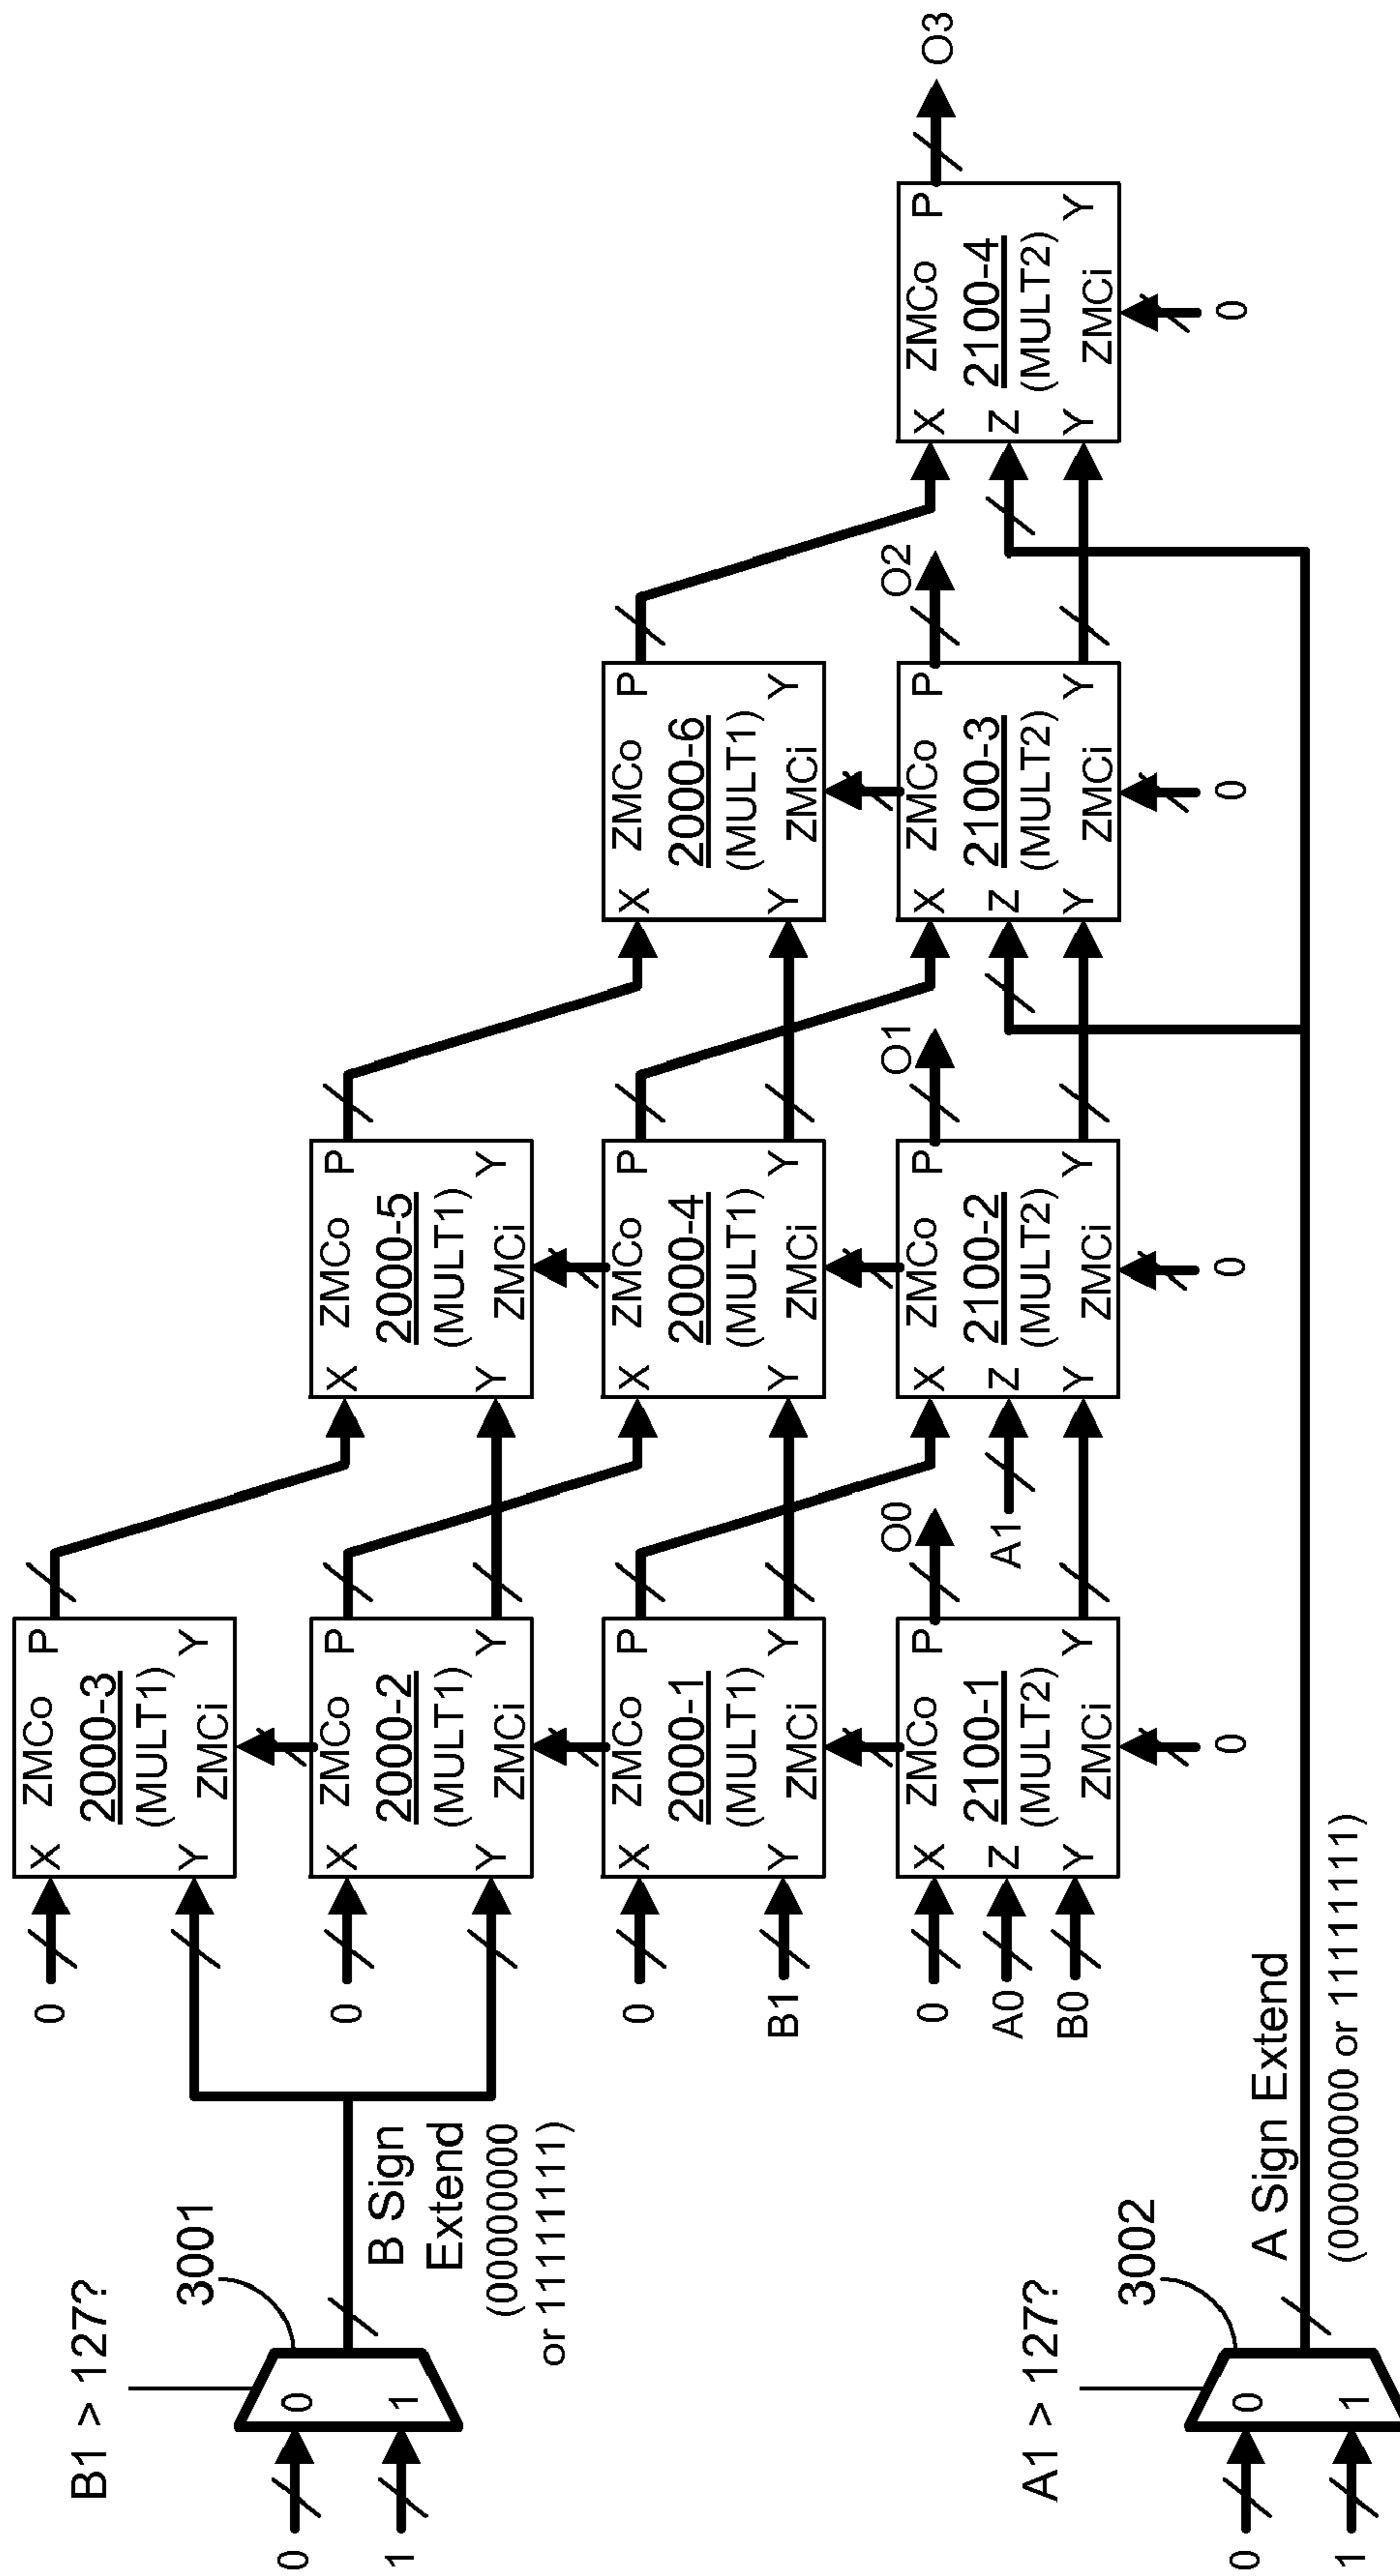 B1 > 127?
3001
0
1
0
1
B Sign
Extend
(00000000
or 11111111)
A1 > 127?
3002
0
1
0
1
A Sign Extend
(00000000 or 11111111)
0
X ZMCo P
2000-3
(MULT1)
Y ZMCi Y
0
X ZMCo P
2000-2
(MULT1)
Y ZMCi Y
0
B1
X ZMCo P
2000-1
(MULT1)
Y ZMCi Y
0
A0
B0
X ZMCo P
Z 2100-1
(MULT2)
Y ZMCi Y
0
O0
A1
X ZMCo P
2000-5
(MULT1)
Y ZMCi Y
X ZMCo P
2000-4
(MULT1)
Y ZMCi Y
X ZMCo P
Z 2100-2
(MULT2)
Y ZMCi Y
0
O1
X ZMCo P
2000-6
(MULT1)
Y ZMCi Y
X ZMCo P
Z 2100-3
(MULT2)
Y ZMCi Y
0
O2
X ZMCo P
Z 2100-4
(MULT2)
Y ZMCi Y
0
O3